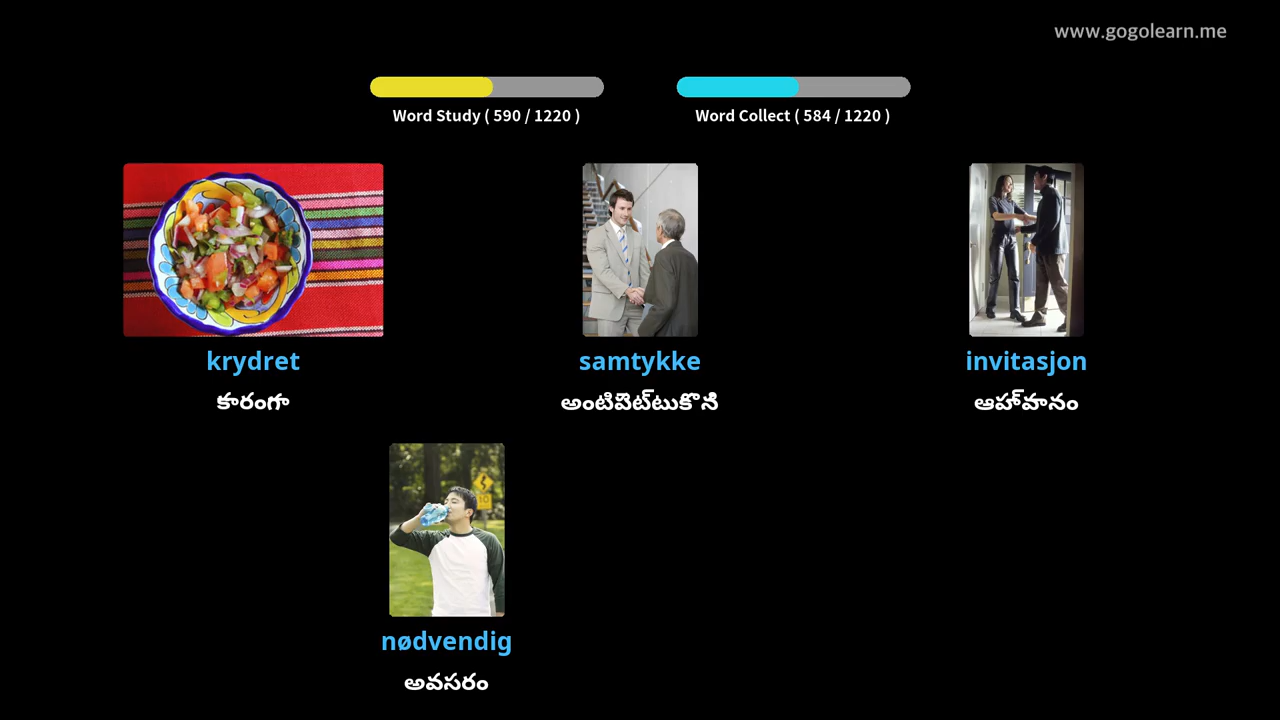 www.gogolearn.me
Word Study ( 590 / 1220 )
Word Collect ( 584 / 1220 )
krydret
samtykke
invitasjon
కారంగా
అంటిపెట్టుకొని
ఆహ్వానం
nødvendig
అవసరం